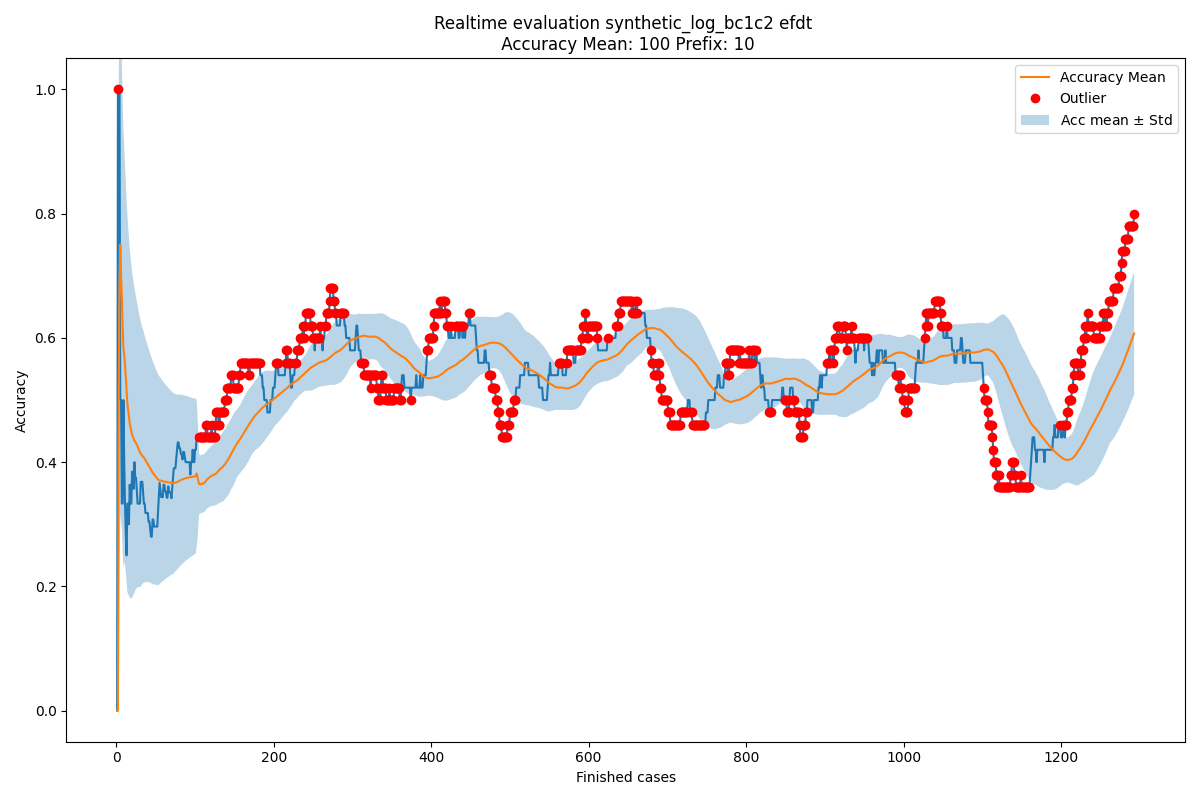 Realtime evaluation synthetic_log_bc1c2 efdt
Accuracy Mean: 100 Prefix: 10
Accuracy Mean
Outlier
Acc mean ± Std
Accuracy
1.0
0.8
0.6
0.4
0.2
0.0
0
200
400
600
800
1000
1200
Finished cases